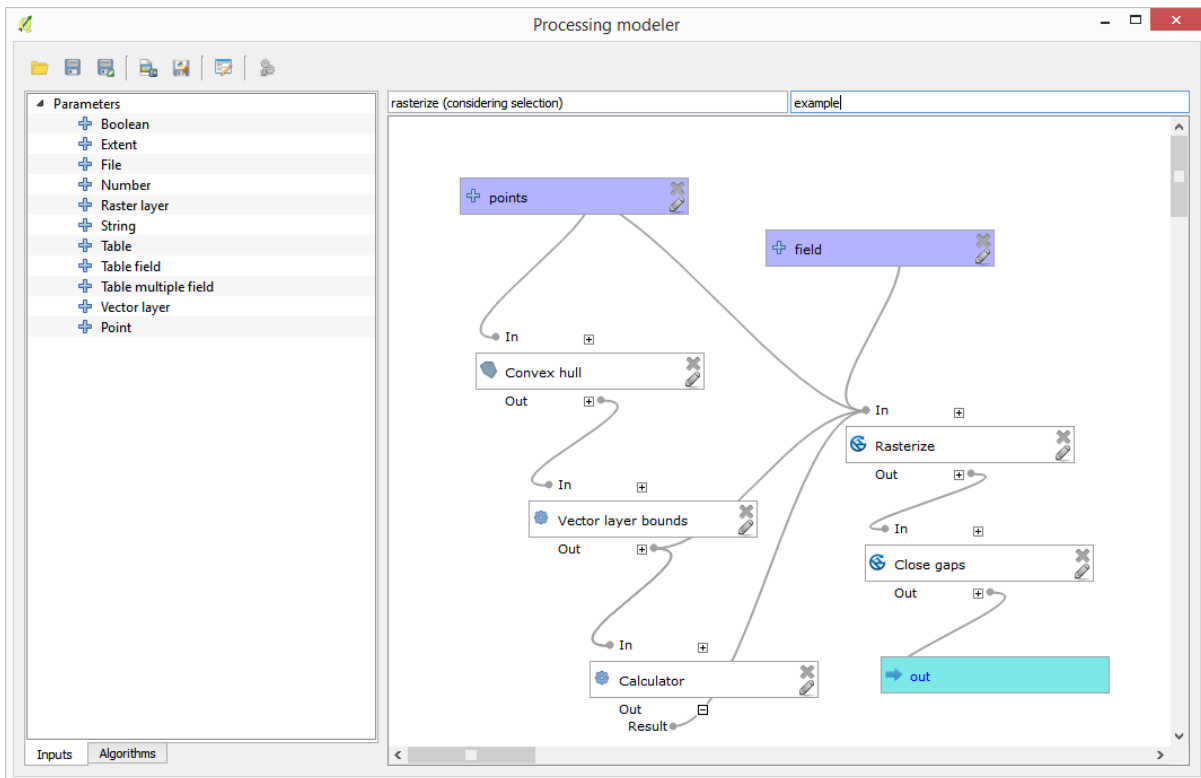 Processing modeler
Parameters
Boolean
Extent
File
Number
Raster layer
String
Table
Table field
Table multiple field
Vector layer
Point
Inputs
Algorithms
rasterize (considering selection)
example
points
field
In
Convex hull
Out
In
Rasterize
Out
In
Vector layer bounds
Out
In
Close gaps
Out
In
Calculator
Out
Result
out